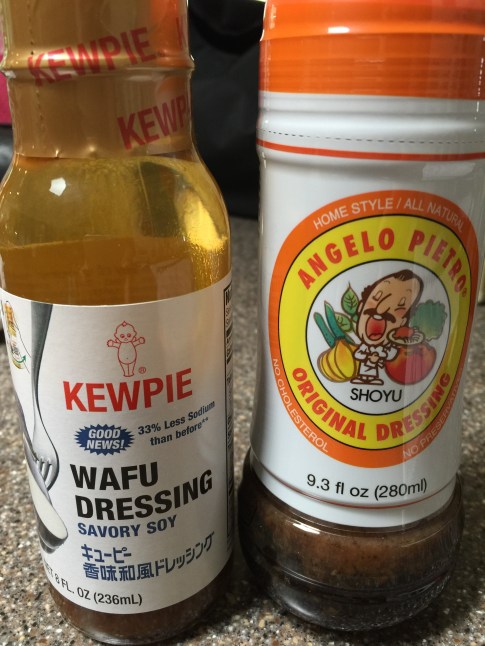 KEWPIE
KEWP
KEWPIE
GOOD NEWS!
33% Less Sodium
than before**
WAFU
DRESSING
SAVORY SOY
キユーピー
香味和風ドレッシング
8 FL. OZ (236mL)
HOME STYLE / ALL NATURAL
ANGELO PIETRO
SHOYU
ORIGINAL DRESSING
NO CHOLESTEROL
9.3 fl oz (280ml)